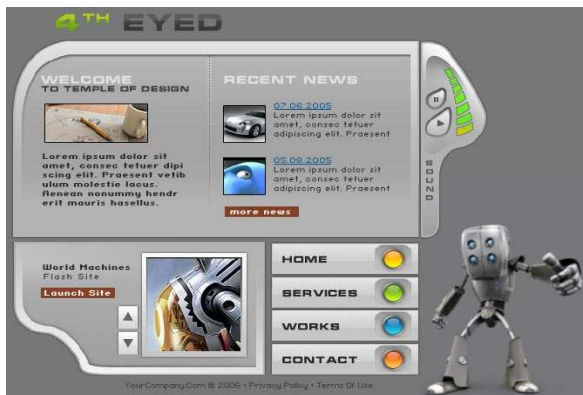 4TH EYED
WELCOME
TO TEMPLE OF DESIGN
Lorem ipsum dolor sit
amet, consec tetuer dipi
scing elit. Praesent vetib
ulum molestie lacus.
Aenean nonummy hendr
erit mauris hasellus.
RECENT NEWS
07.06.2005
Lorem ipsum dolor sit
amet, consec tetuer
adipiscing elit. Praesent
05.08.2005
Lorem ipsum dolor sit
amet, consec tetuer
adipiscing elit. Praesent
more news
SOUND
World Machines
Flash Site
Launch Site
HOME
SERVICES
WORKS
CONTACT
YourCompany.Com © 2006 • Privacy Policy • Terms Of Use